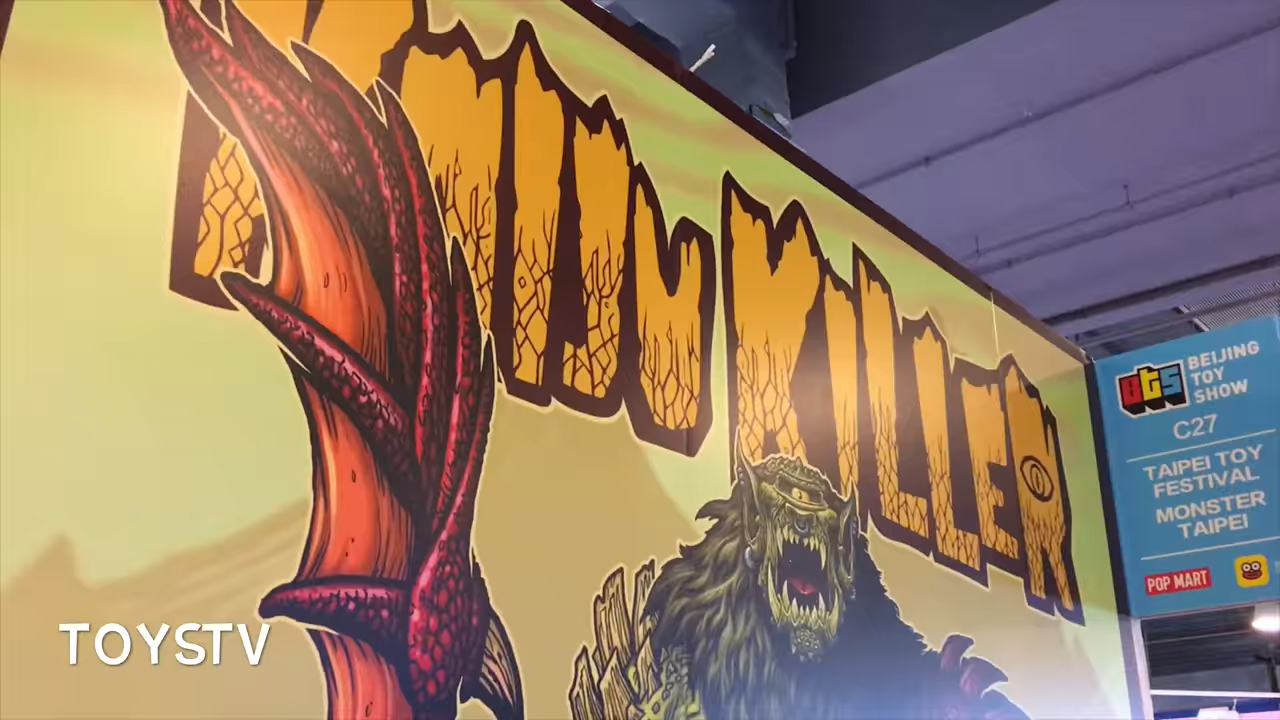 KILLER
bts
BEIJING
TOY
SHOW
C27
TAIPEI TOY
FESTIVAL
MONSTER
TAIPEI
POP MART
TOYSTV